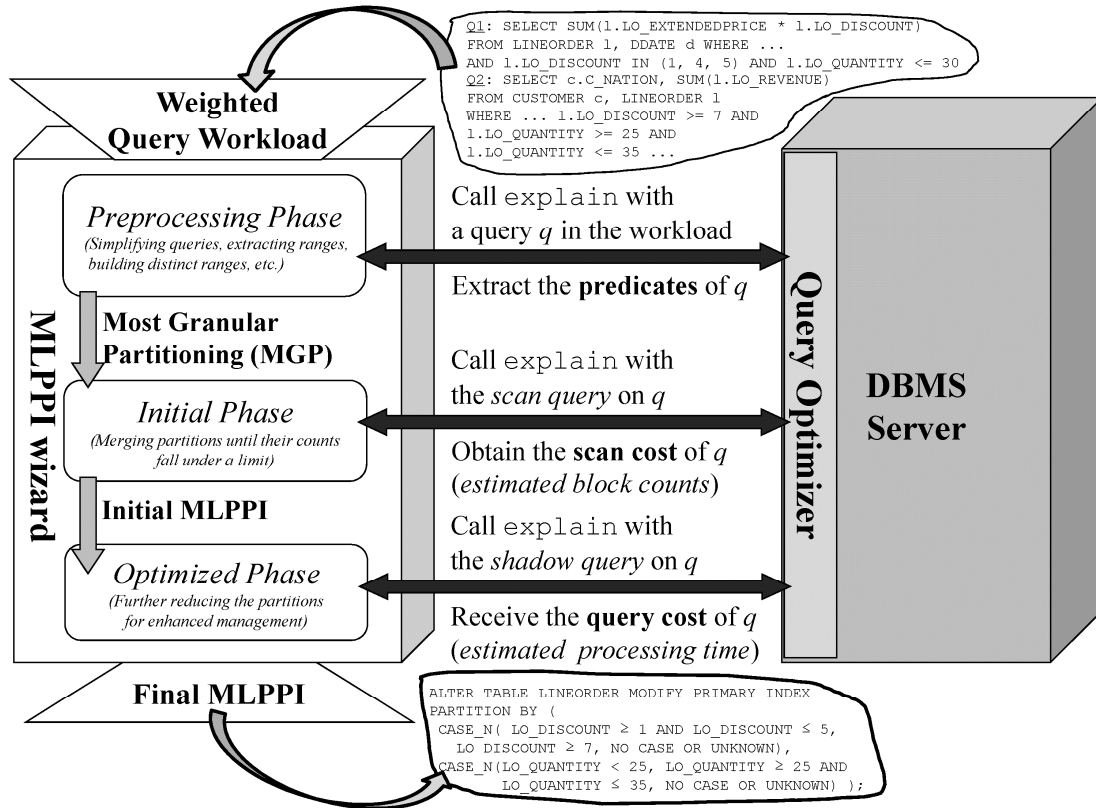 Q1: SELECT SUM(l.LO_EXTENDEDPRICE * l.LO_DISCOUNT)
FROM LINEORDER l, DDATE d WHERE ...
AND l.LO_DISCOUNT IN (1, 4, 5) AND l.LO_QUANTITY <= 30
Q2: SELECT c.C_NATION, SUM(l.LO_REVENUE)
FROM CUSTOMER c, LINEORDER l
WHERE ... l.LO_DISCOUNT >= 7 AND
l.LO_QUANTITY >= 25 AND
l.LO_QUANTITY <= 35 ...
Weighted
Query Workload
MLPPI wizard
Preprocessing Phase
(Simplifying queries, extracting ranges,
building distinct ranges, etc.)
Call explain with
a query q in the workload
Extract the predicates of q
Most Granular
Partitioning (MGP)
Initial Phase
(Merging partitions until their counts
fall under a limit)
Call explain with
the scan query on q
Obtain the scan cost of q
(estimated block counts)
Initial MLPPI
Optimized Phase
(Further reducing the partitions
for enhanced management)
Call explain with
the shadow query on q
Receive the query cost of q
(estimated processing time)
Query Optimizer
DBMS
Server
Final MLPPI
ALTER TABLE LINEORDER MODIFY PRIMARY INDEX
PARTITION BY (
CASE_N( LO_DISCOUNT ≥ 1 AND LO_DISCOUNT ≤ 5,
LO DISCOUNT ≥ 7, NO CASE OR UNKNOWN),
CASE_N(LO_QUANTITY < 25, LO_QUANTITY ≥ 25 AND
LO_QUANTITY ≤ 35, NO CASE OR UNKNOWN) );